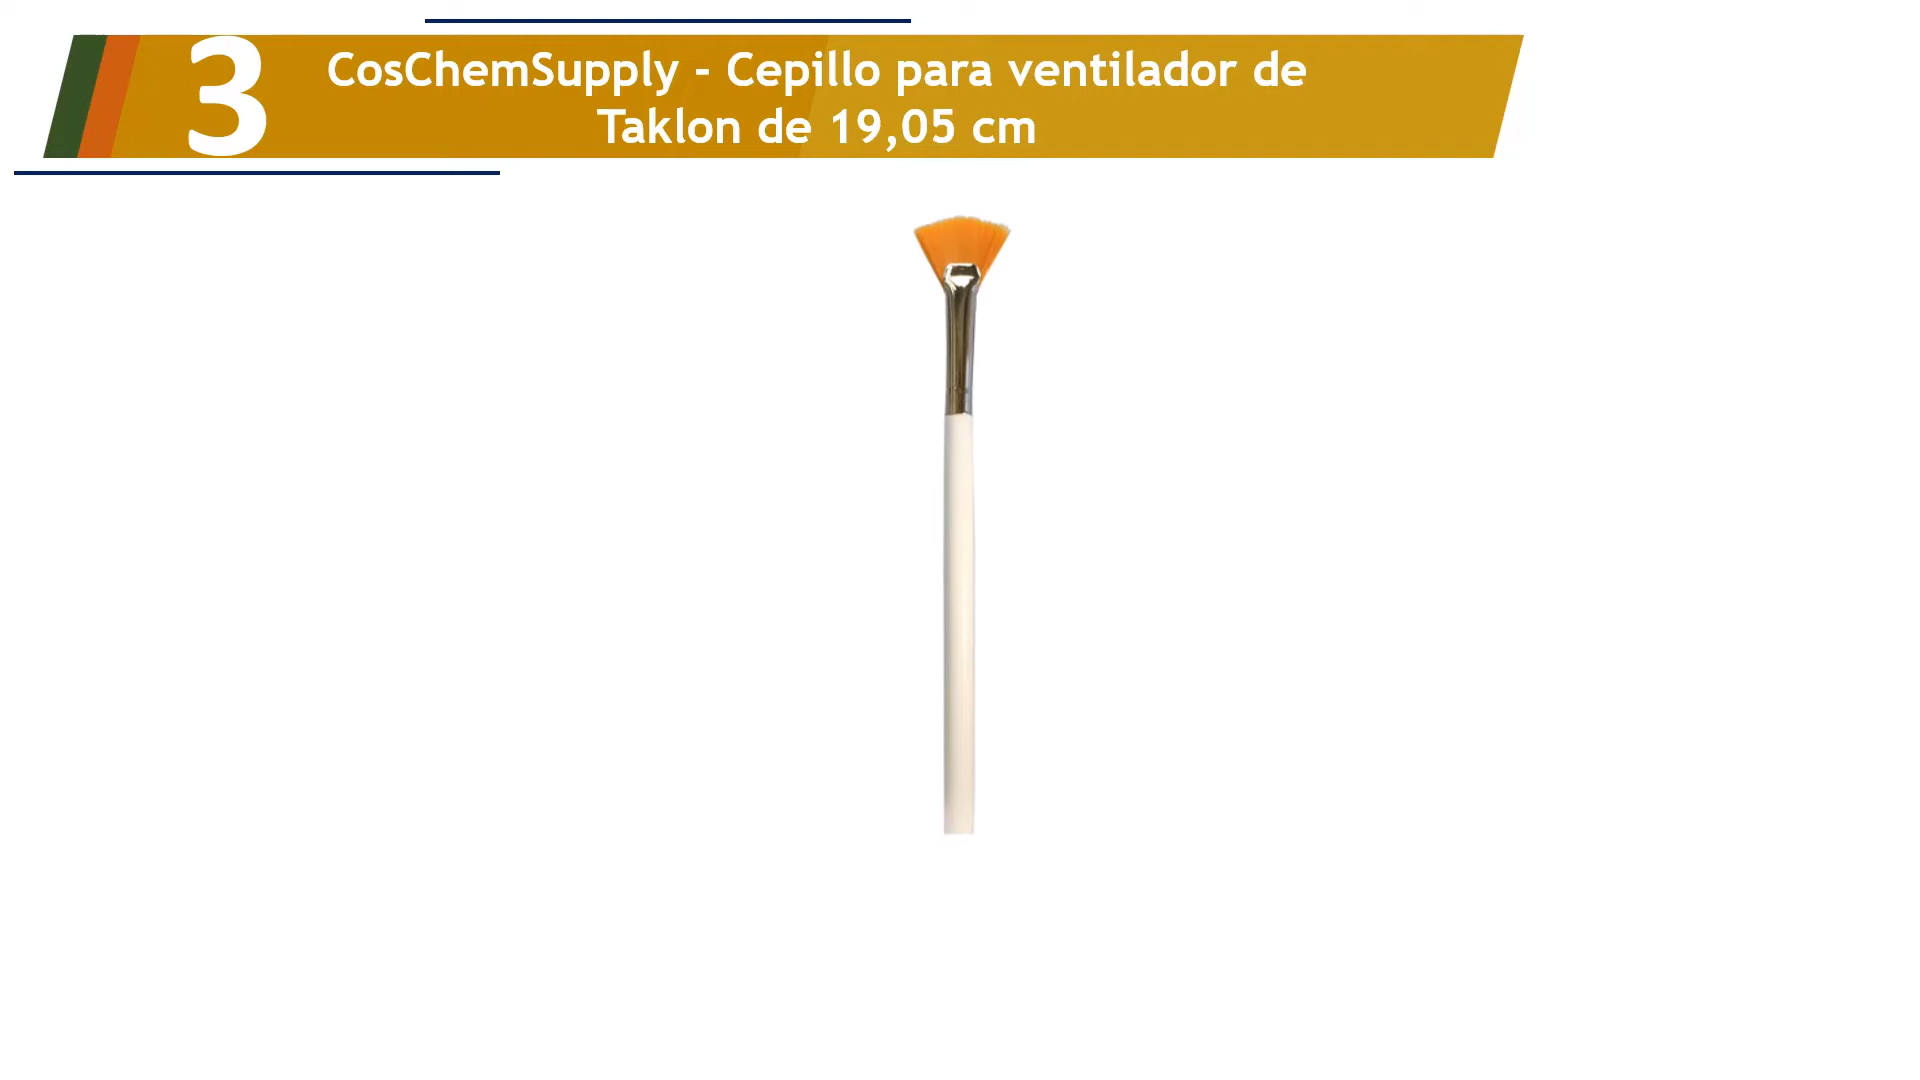 3
CosChemSupply - Cepillo para ventilador de
Taklon de 19,05 cm